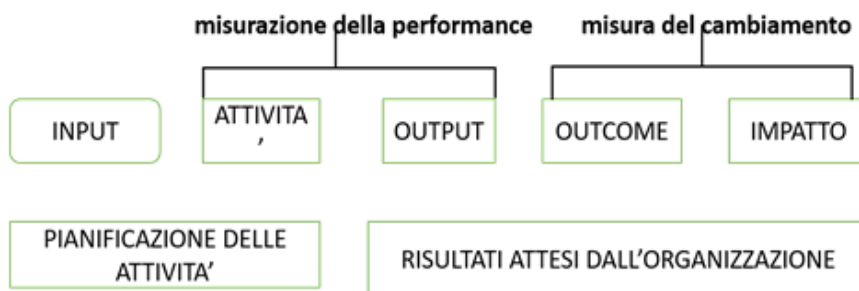 misurazione della performance
misura del cambiamento
INPUT
ATTIVITA
’
OUTPUT
OUTCOME
IMPATTO
PIANIFICAZIONE DELLE
ATTIVITA’
RISULTATI ATTESI DALL’ORGANIZZAZIONE